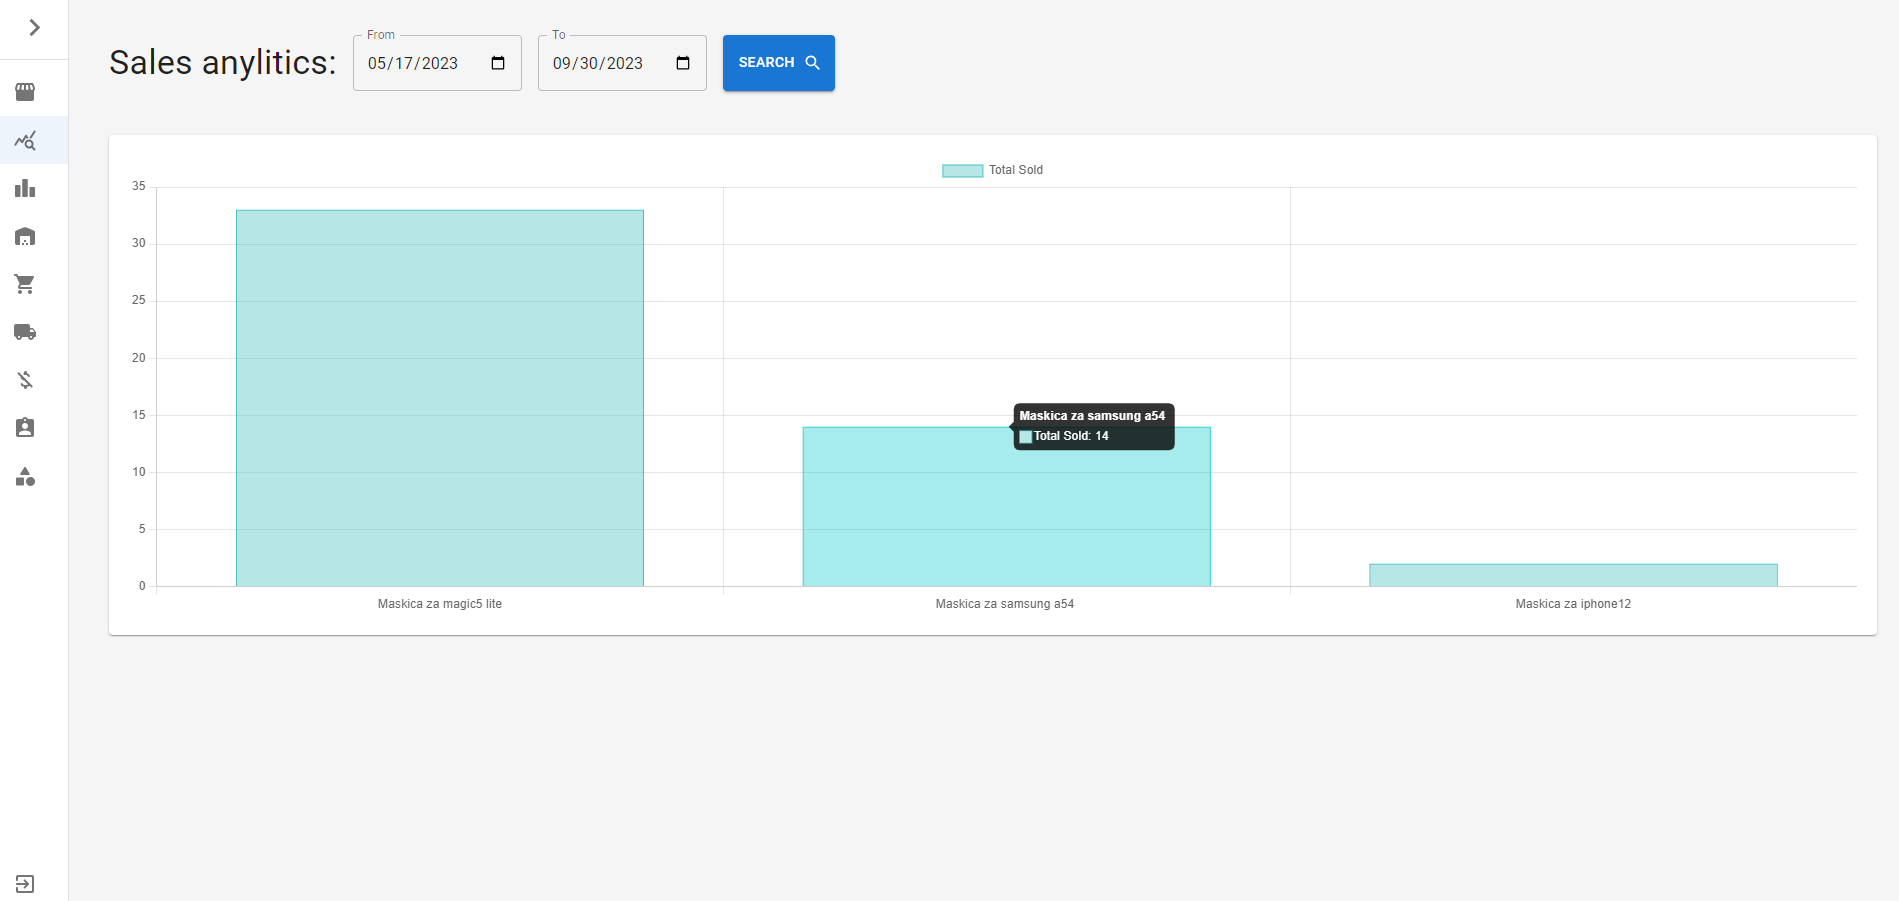 Sales anylitics:
From
05/17/2023
To
09/30/2023
SEARCH
Total Sold
35
30
25
20
15
10
5
0
Maskica za samsung a54
Total Sold: 14
Maskica za magic5 lite
Maskica za samsung a54
Maskica za iphone12